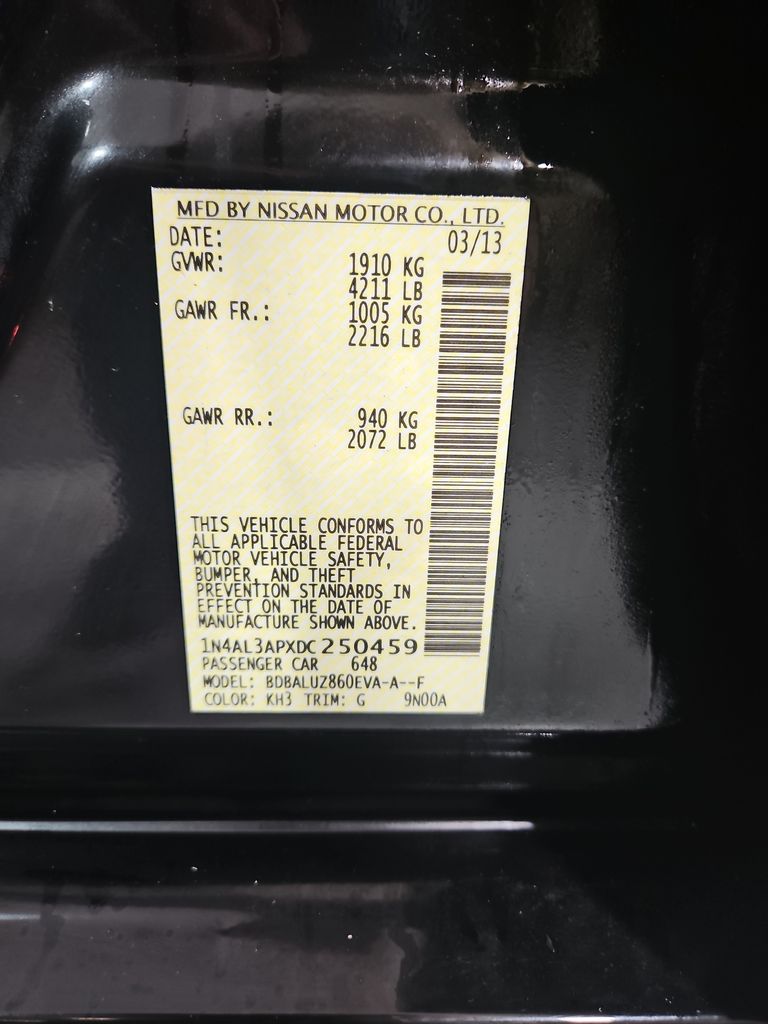 MFD BY NISSAN MOTOR CO., LTD.
DATE: 03/13
GVWR: 1910 KG
4211 LB
GAWR FR.: 1005 KG
2216 LB
GAWR RR.: 940 KG
2072 LB
THIS VEHICLE CONFORMS TO
ALL APPLICABLE FEDERAL
MOTOR VEHICLE SAFETY,
BUMPER, AND THEFT
PREVENTION STANDARDS IN
EFFECT ON THE DATE OF
MANUFACTURE SHOWN ABOVE.
1N4AL3APXDC250459
PASSENGER CAR 648
MODEL: BDBALUZ860EVA-A--F
COLOR: KH3 TRIM: G 9N00A